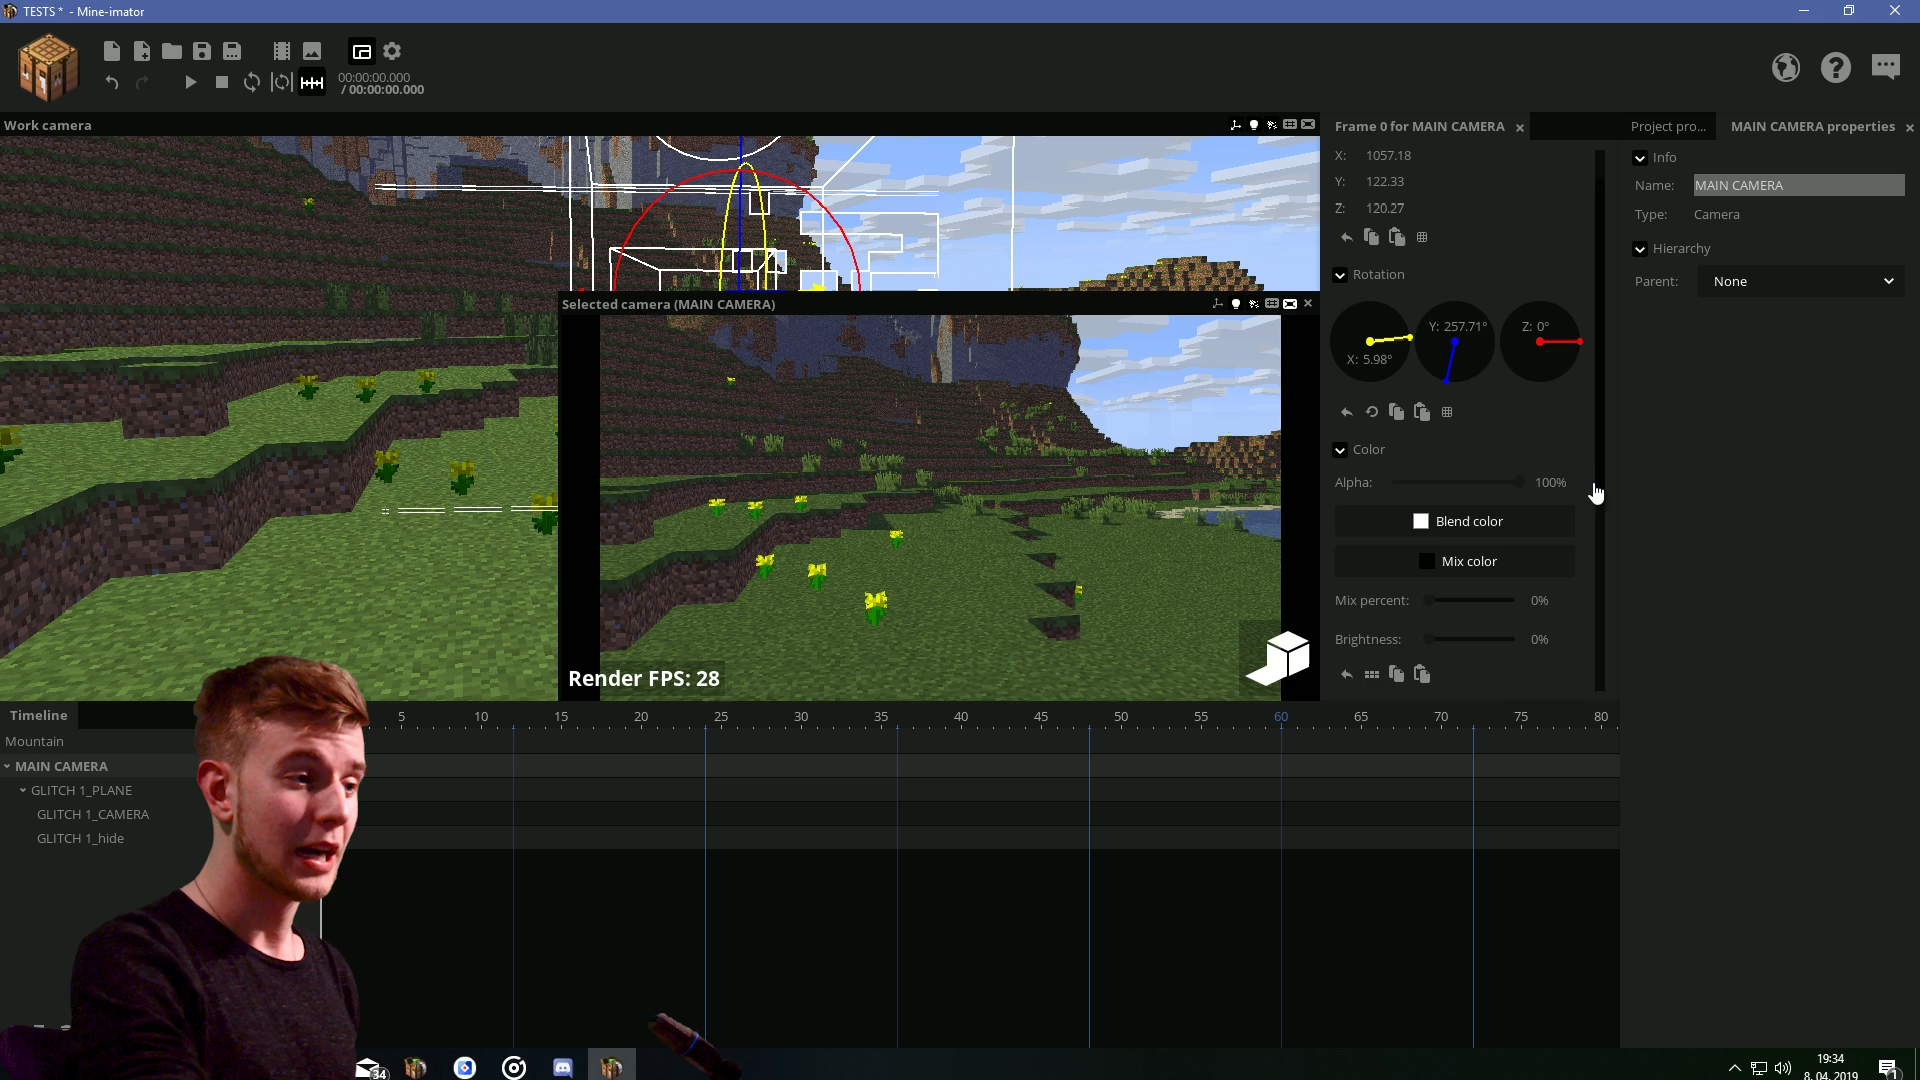 TESTS * - Mine-imator
00:00:00.000
/ 00:00:00.000
Work camera
Frame 0 for MAIN CAMERA
Project pro...
MAIN CAMERA properties
X: 1057.18
Y: 122.33
Z: 120.27
Info
Name: MAIN CAMERA
Type: Camera
Hierarchy
Parent: None
Rotation
X: 5.98°
Y: 257.71°
Z: 0°
Color
Alpha: 100%
Blend color
Mix color
Mix percent: 0%
Brightness: 0%
Selected camera (MAIN CAMERA)
Render FPS: 28
Timeline
5 10 15 20 25 30 35 40 45 50 55 60 65 70 75 80
Mountain
MAIN CAMERA
GLITCH 1_PLANE
GLITCH 1_CAMERA
GLITCH 1_hide
34
19:34
8. 04. 2019
1